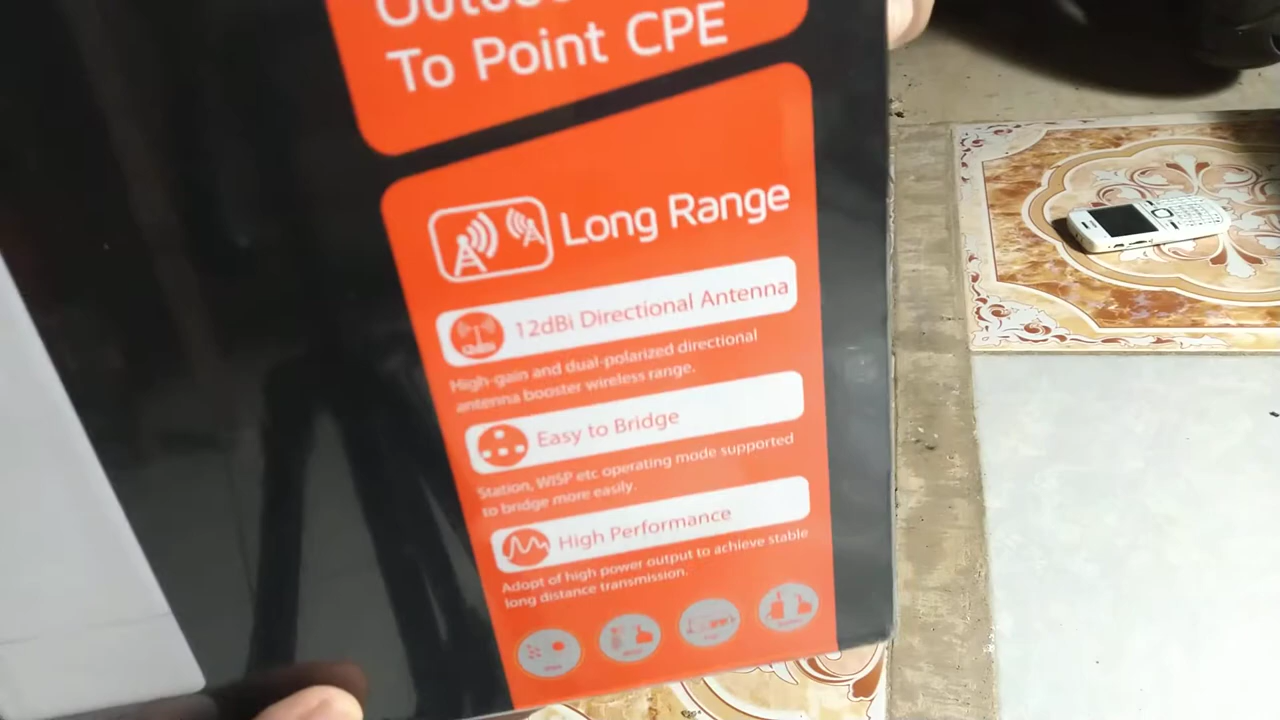 To Point CPE
Long Range
12dBi Directional Antenna
High-gain and dual-polarized directional
antenna booster wireless range.
Easy to Bridge
Station, WISP etc operating mode supported
to bridge more easily.
High Performance
Adopt of high power output to achieve stable
long distance transmission.